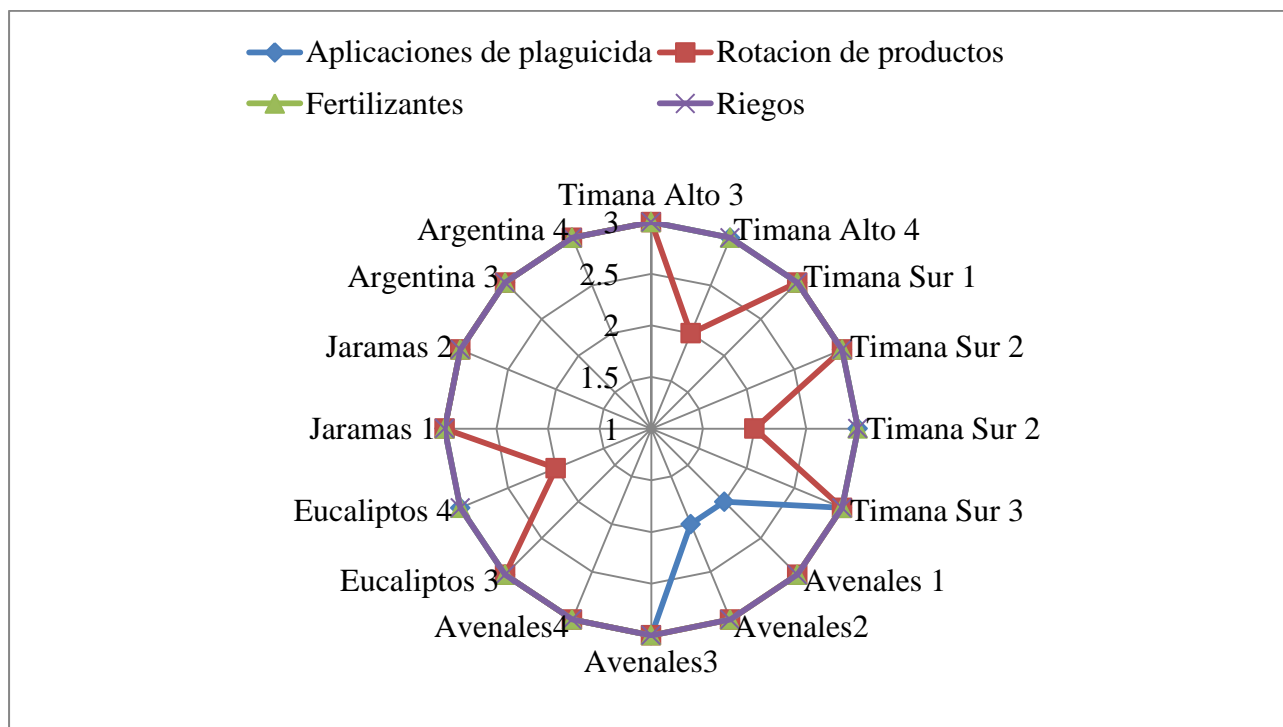 Aplicaciones de plaguicida
Rotacion de productos
Fertilizantes
Riegos
Timana Alto 3
Timana Alto 4
Timana Sur 1
Timana Sur 2
Timana Sur 2
Timana Sur 3
Avenales 1
Avenales2
Avenales3
Avenales4
Eucaliptos 3
Eucaliptos 4
Jaramas 1
Jaramas 2
Argentina 3
Argentina 4
3
2.5
2
1.5
1